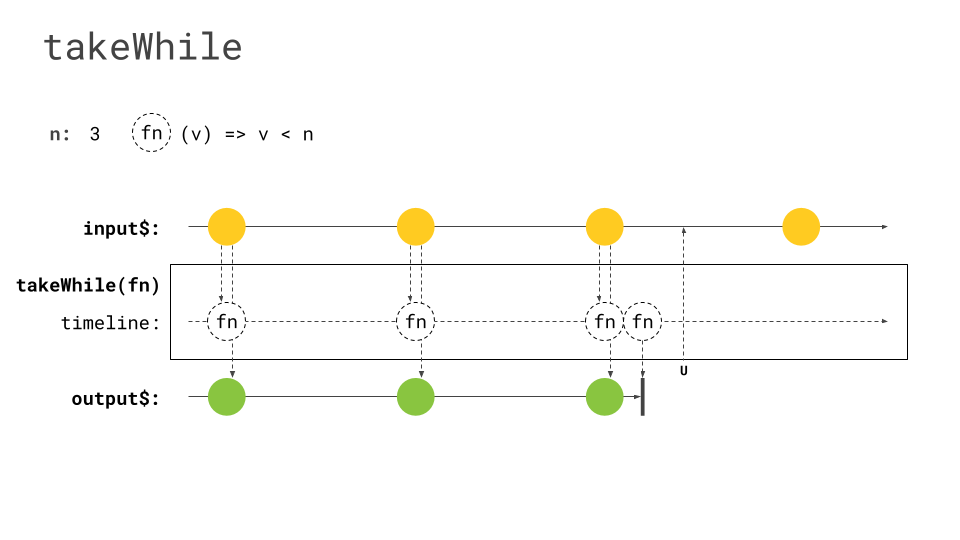 takeWhile
n: 3 fn (v) => v < n
input$:
takeWhile(fn)
timeline: fn fn fn fn
U
output$: